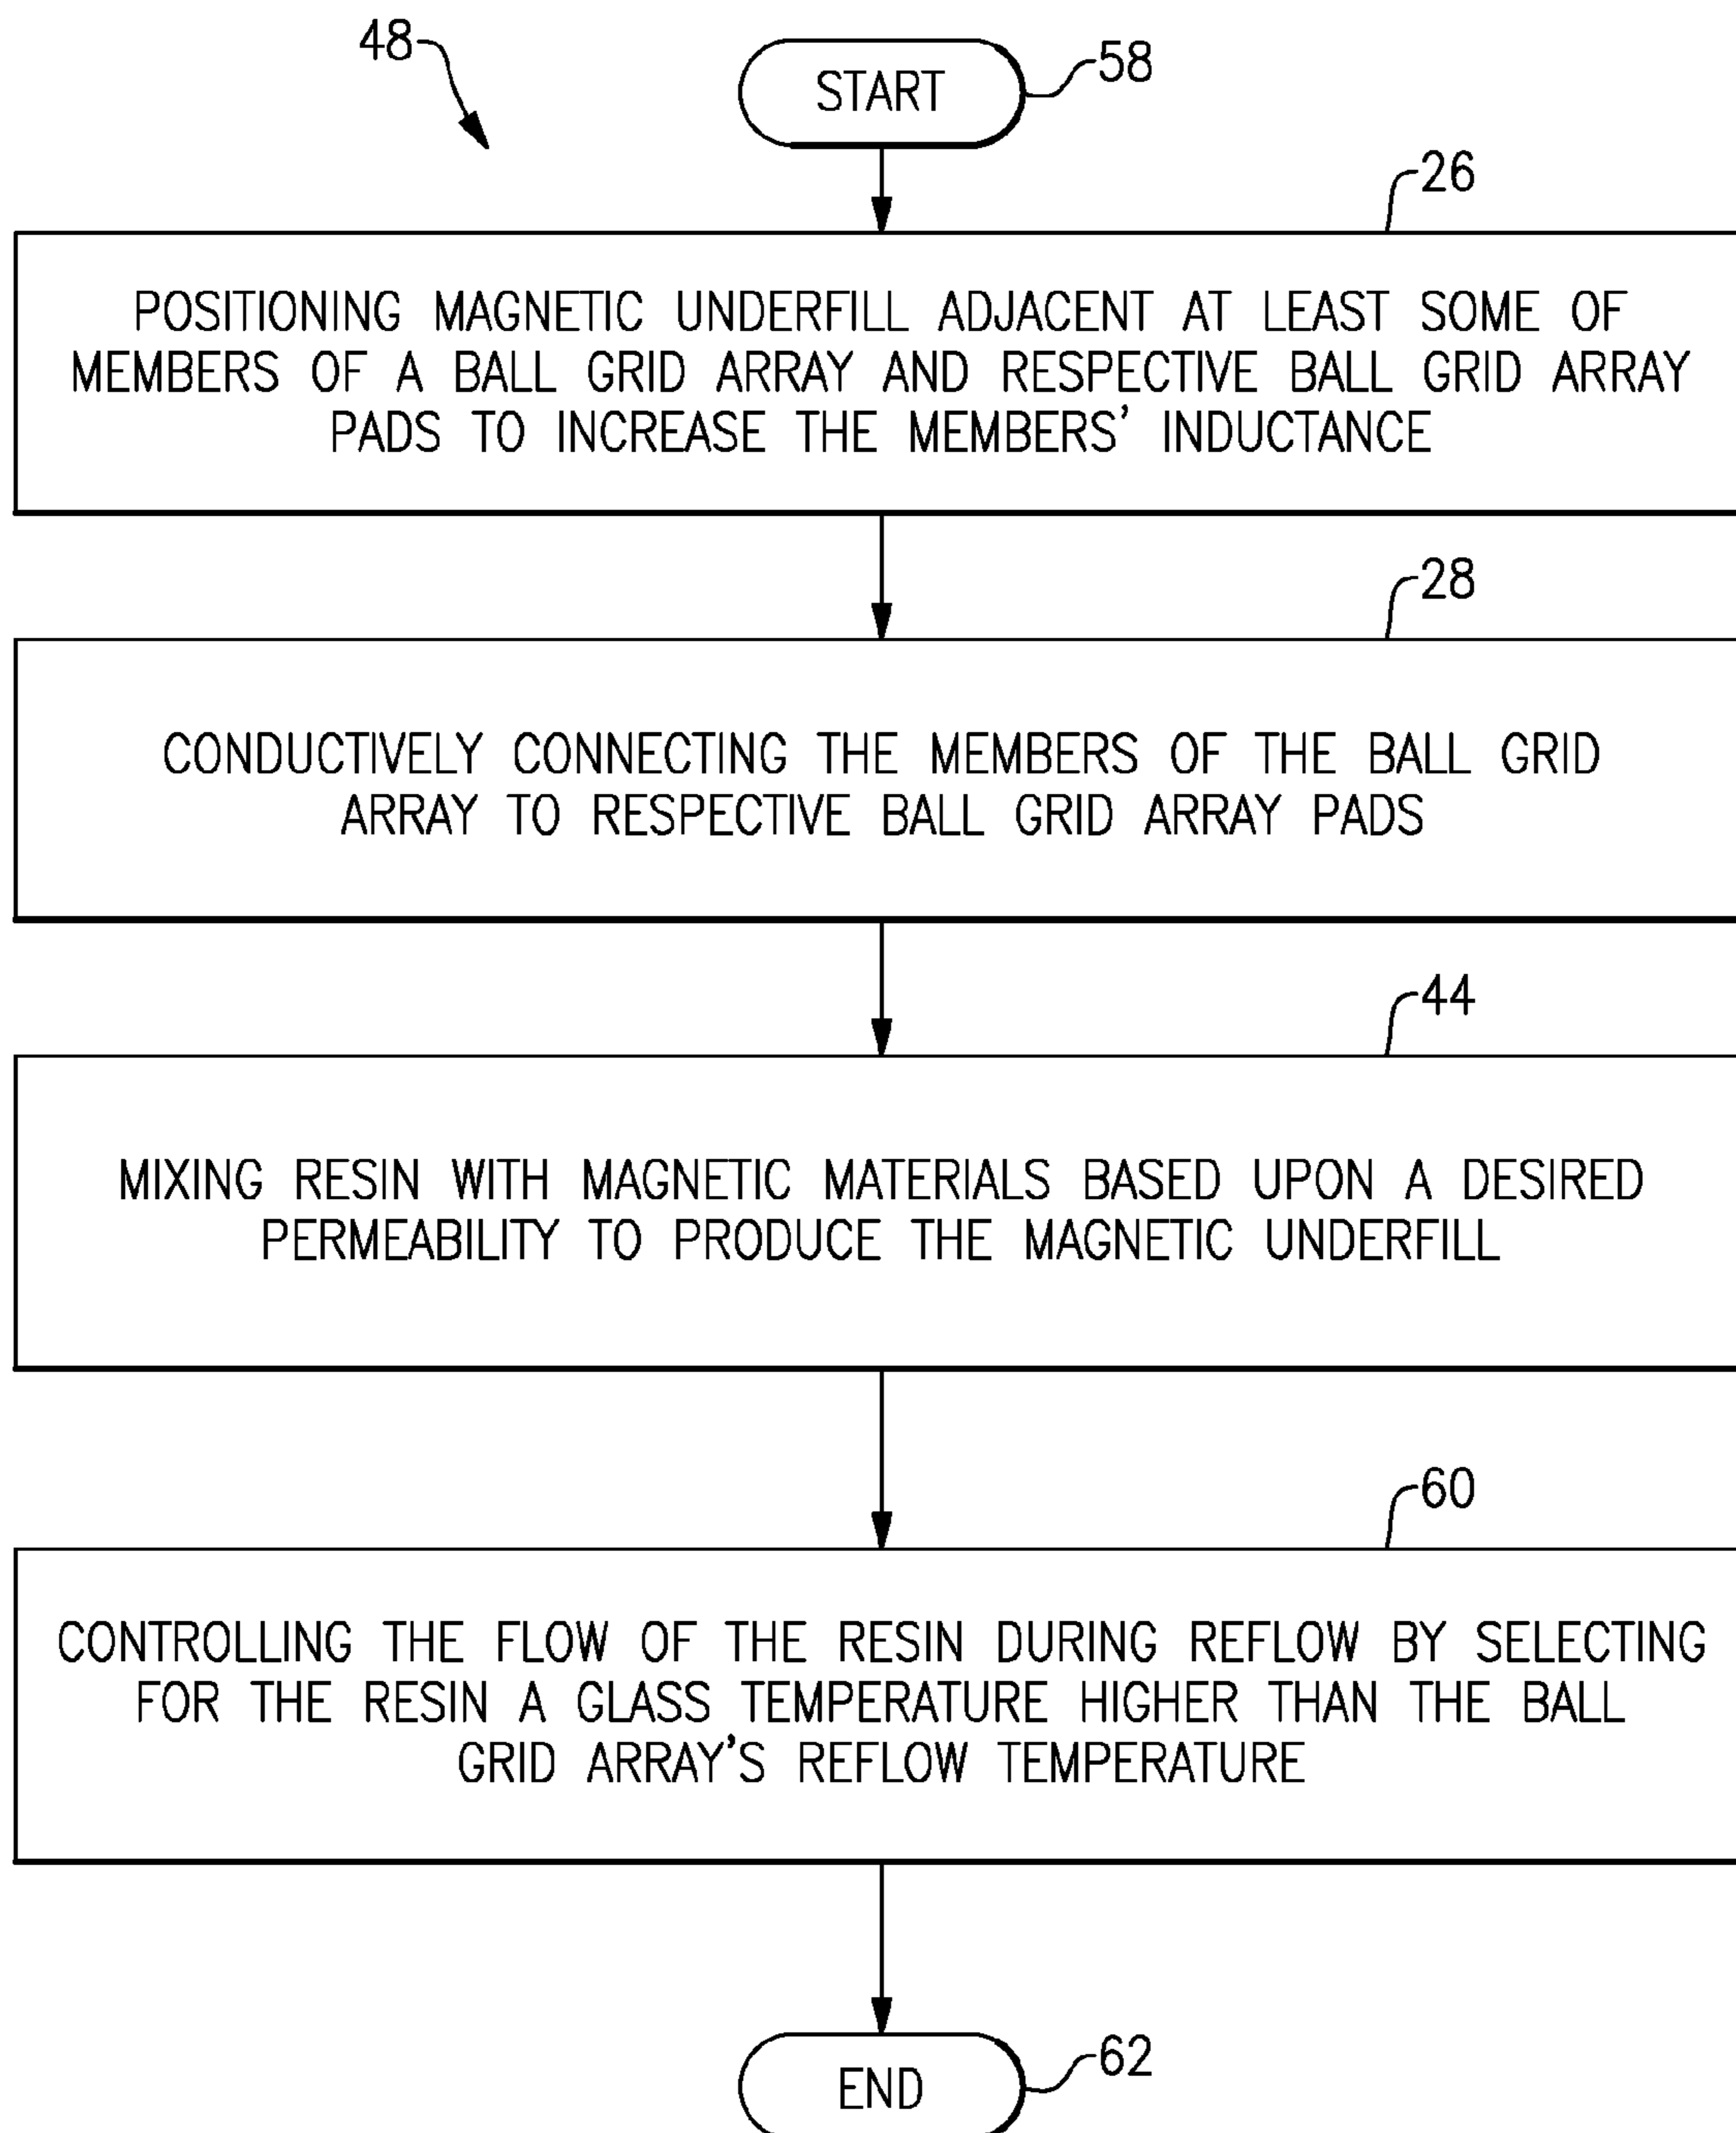 48
START
58
26
POSITIONING MAGNETIC UNDERFILL ADJACENT AT LEAST SOME OF
MEMBERS OF A BALL GRID ARRAY AND RESPECTIVE BALL GRID ARRAY
PADS TO INCREASE THE MEMBERS' INDUCTANCE
28
CONDUCTIVELY CONNECTING THE MEMBERS OF THE BALL GRID
ARRAY TO RESPECTIVE BALL GRID ARRAY PADS
44
MIXING RESIN WITH MAGNETIC MATERIALS BASED UPON A DESIRED
PERMEABILITY TO PRODUCE THE MAGNETIC UNDERFILL
60
CONTROLLING THE FLOW OF THE RESIN DURING REFLOW BY SELECTING
FOR THE RESIN A GLASS TEMPERATURE HIGHER THAN THE BALL
GRID ARRAY'S REFLOW TEMPERATURE
END
62